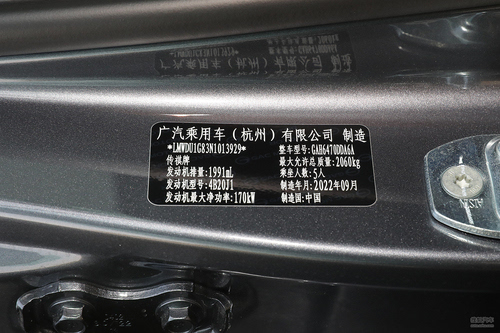 广汽乘用车（杭州）有限公司 制造
*LMWDU1G83N1013929* 整车型号:GAH6470DDA6A
传祺牌 最大允许总质量:2060kg
发动机排量:1991mL 乘坐人数:5人
发动机型号:4B20J1 制造年月:2022年09月
发动机最大净功率:170kW 制造国:中国
AISIN